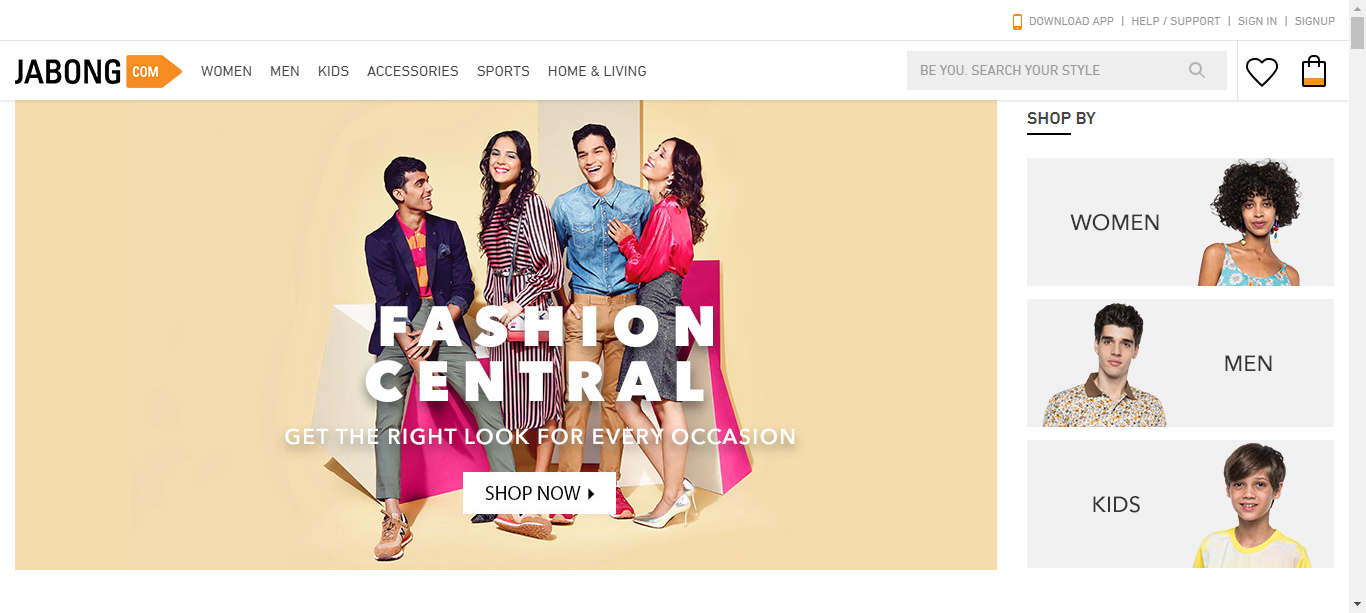 DOWNLOAD APP | HELP / SUPPORT | SIGN IN | SIGNUP
JABONG COM WOMEN MEN KIDS ACCESSORIES SPORTS HOME & LIVING BE YOU. SEARCH YOUR STYLE
FASHION
CENTRAL
GET THE RIGHT LOOK FOR EVERY OCCASION
SHOP NOW
SHOP BY
WOMEN
MEN
KIDS